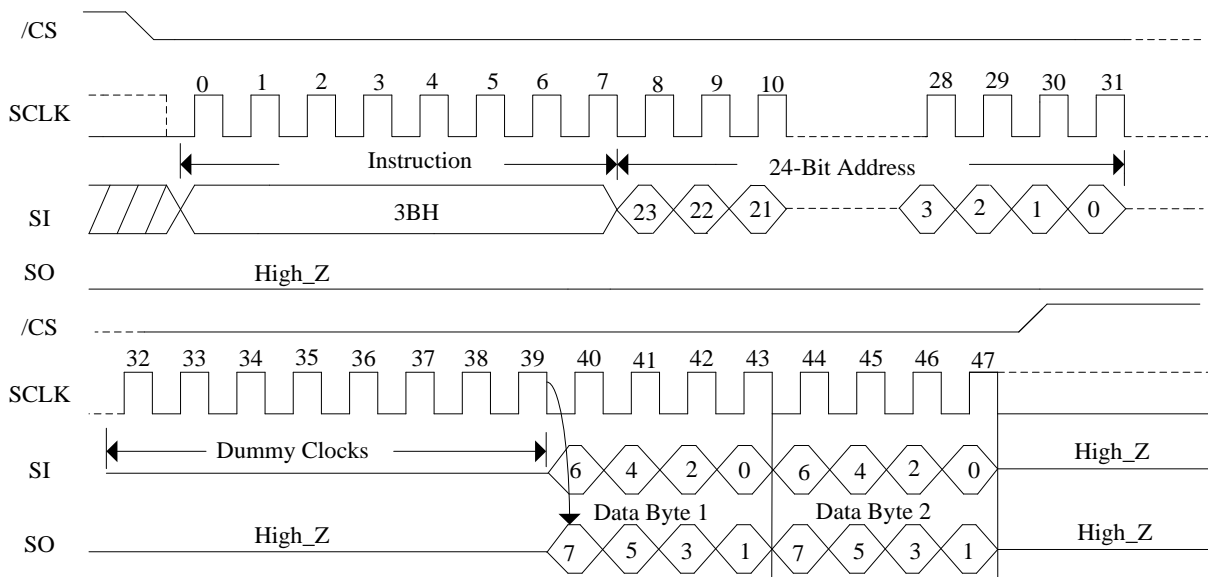 /CS
0 1 2 3 4 5 6 7 8 9 10 28 29 30 31
SCLK
Instruction 24-Bit Address
SI 3BH 23 22 21 3 2 1 0
SO High_Z
/CS
32 33 34 35 36 37 38 39 40 41 42 43 44 45 46 47
SCLK
Dummy Clocks
SI 6 4 2 0 6 4 2 0 High_Z
Data Byte 1 Data Byte 2
SO High_Z 7 5 3 1 7 5 3 1 High_Z